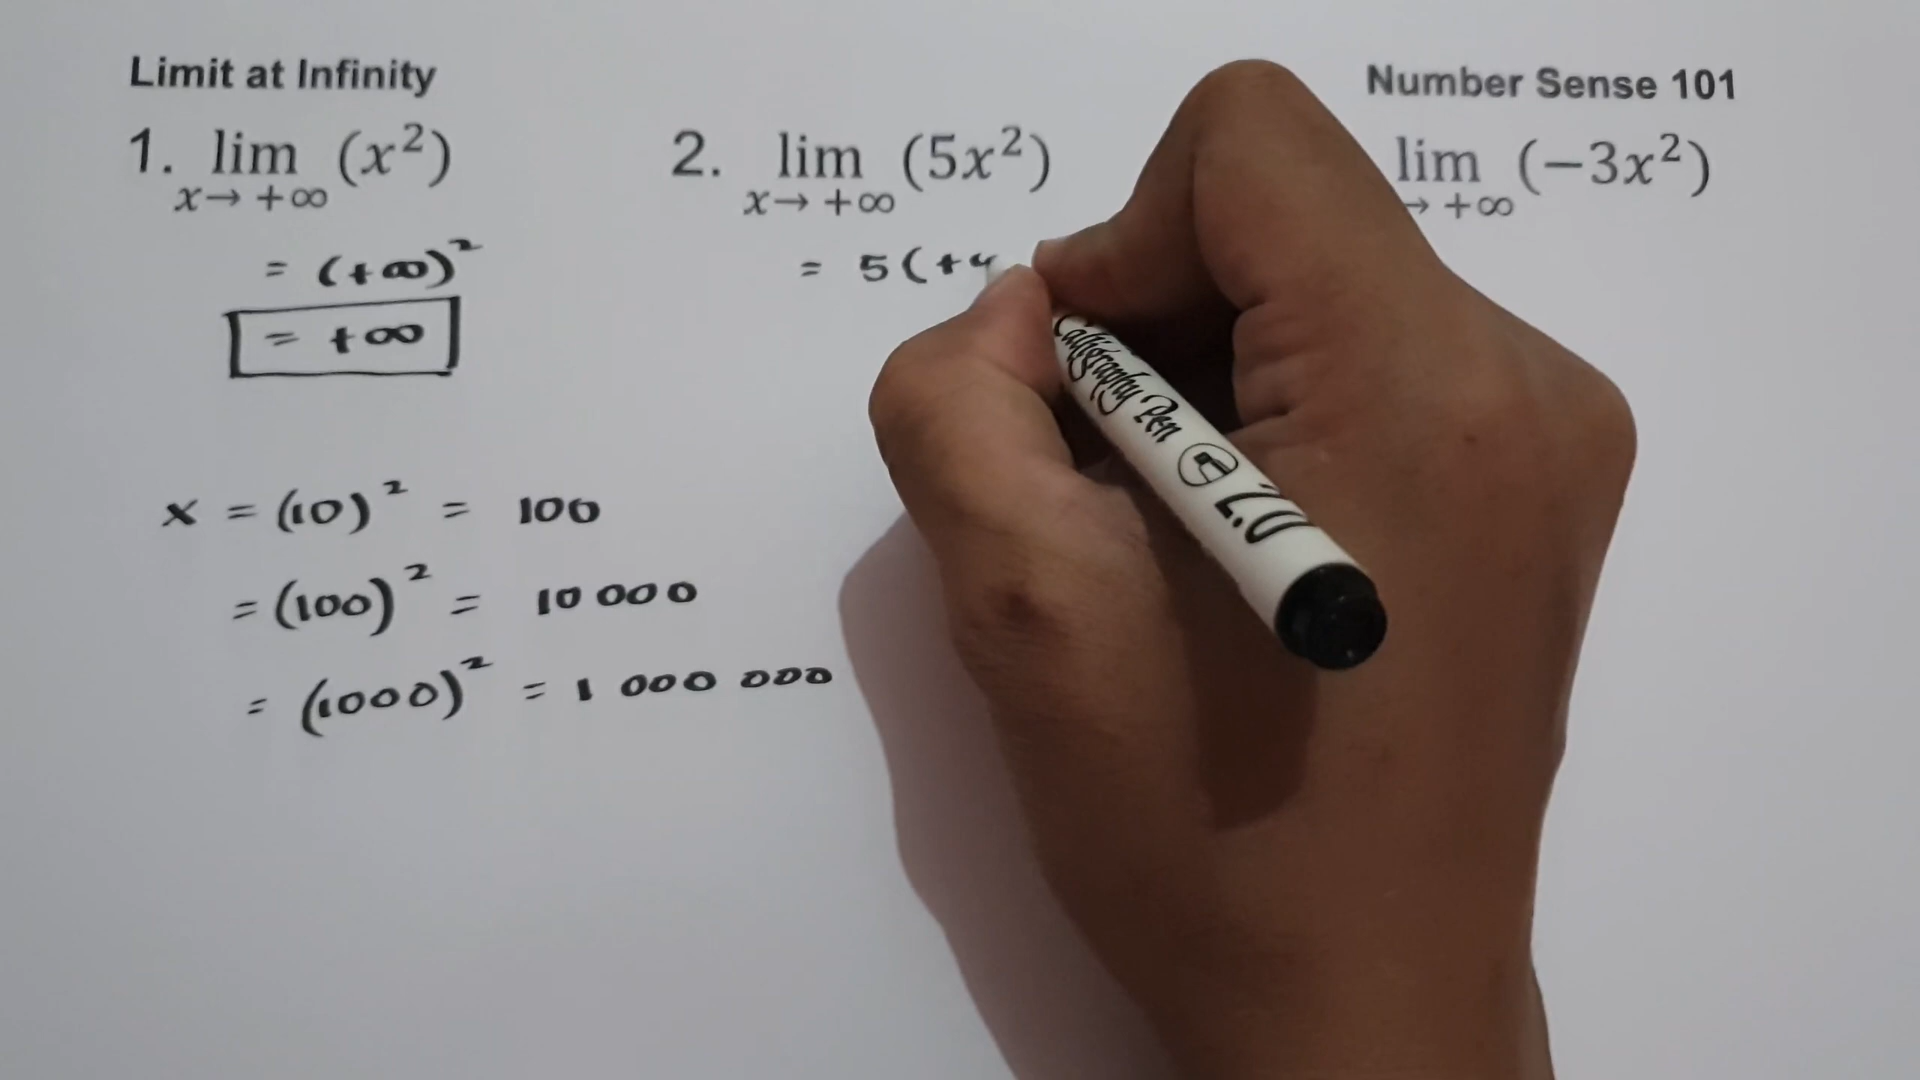 Limit at Infinity
Number Sense 101
1. lim (x²)
x→ +∞
= (+∞)²
= +∞
2. lim (5x²)
x→ +∞
= 5(+
lim (−3x²)
→ +∞
x = (10)² = 100
= (100)² = 10 000
= (1000)² = 1 000 000
Calligraphy Pen 2.0